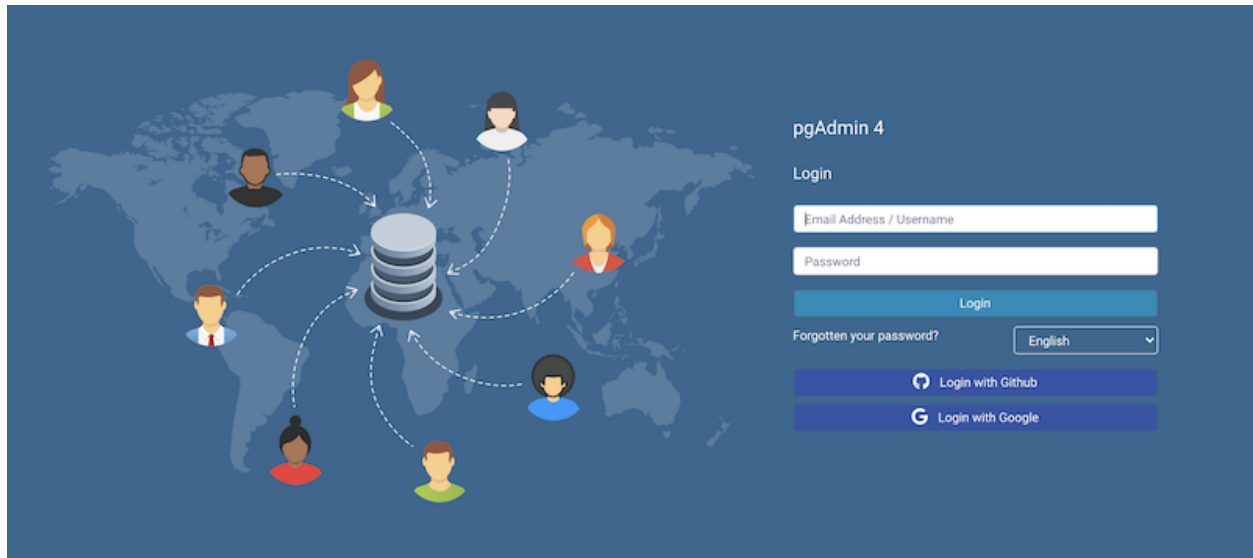 pgAdmin 4
Login
Email Address / Username
Password
Login
Forgotten your password?
English
Login with Github
Login with Google